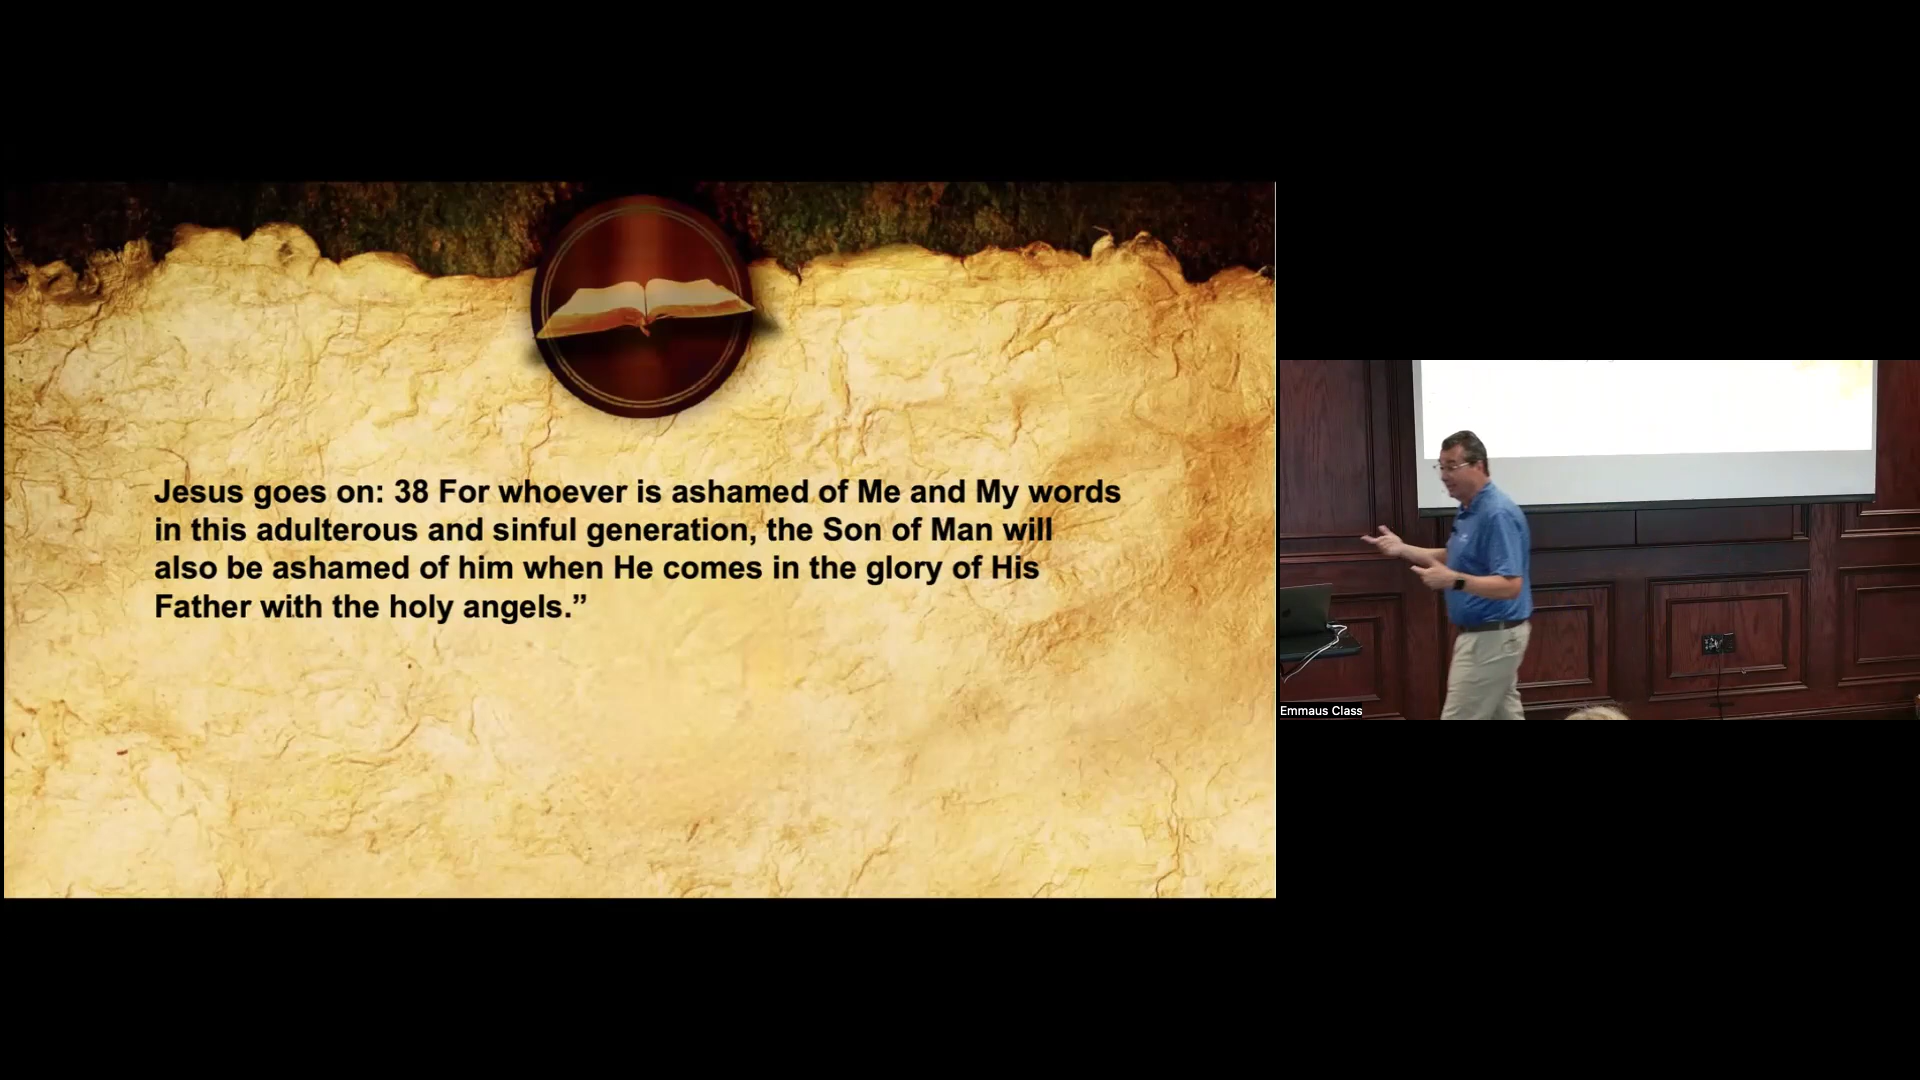 Jesus goes on: 38 For whoever is ashamed of Me and My words
in this adulterous and sinful generation, the Son of Man will
also be ashamed of him when He comes in the glory of His
Father with the holy angels.”
Emmaus Class